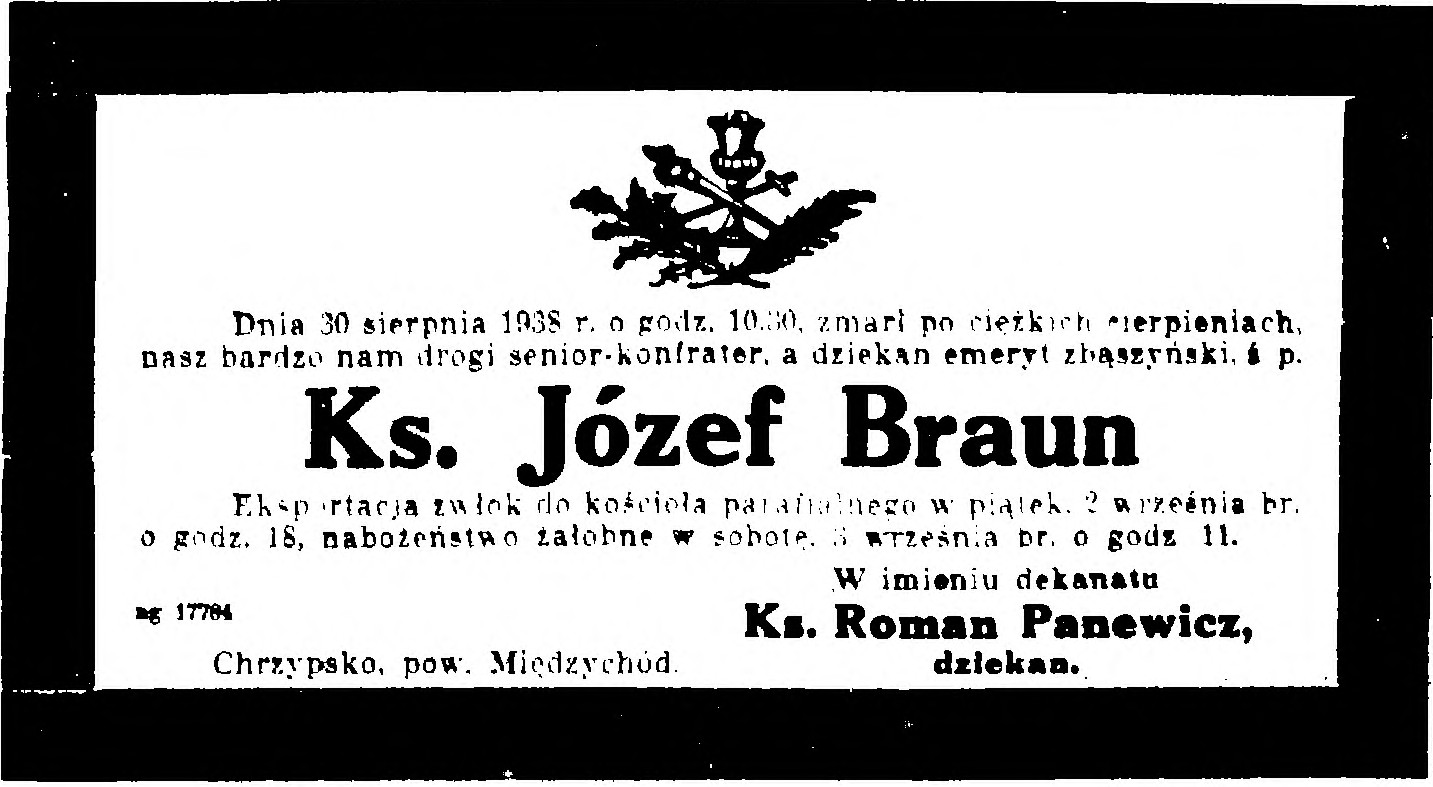 Dnia 30 sierpnia 1938 r. o godz. 10.30, zmarł po ciężkich cierpieniach,
nasz bardzo nam drogi senior-konfrater, a dziekan emeryt zbąszyński, ś p.
Ks. Józef Braun
Eksportacja zwłok do kościoła parafialnego w piątek, 2 września br.
o godz. 18, nabożeństwo żałobne w sobotę, 3 września br. o godz 11.
W imieniu dekanatu
ng 17784
Ks. Roman Panewicz,
Chrzypsko, pow. Międzychód.
dziekan.